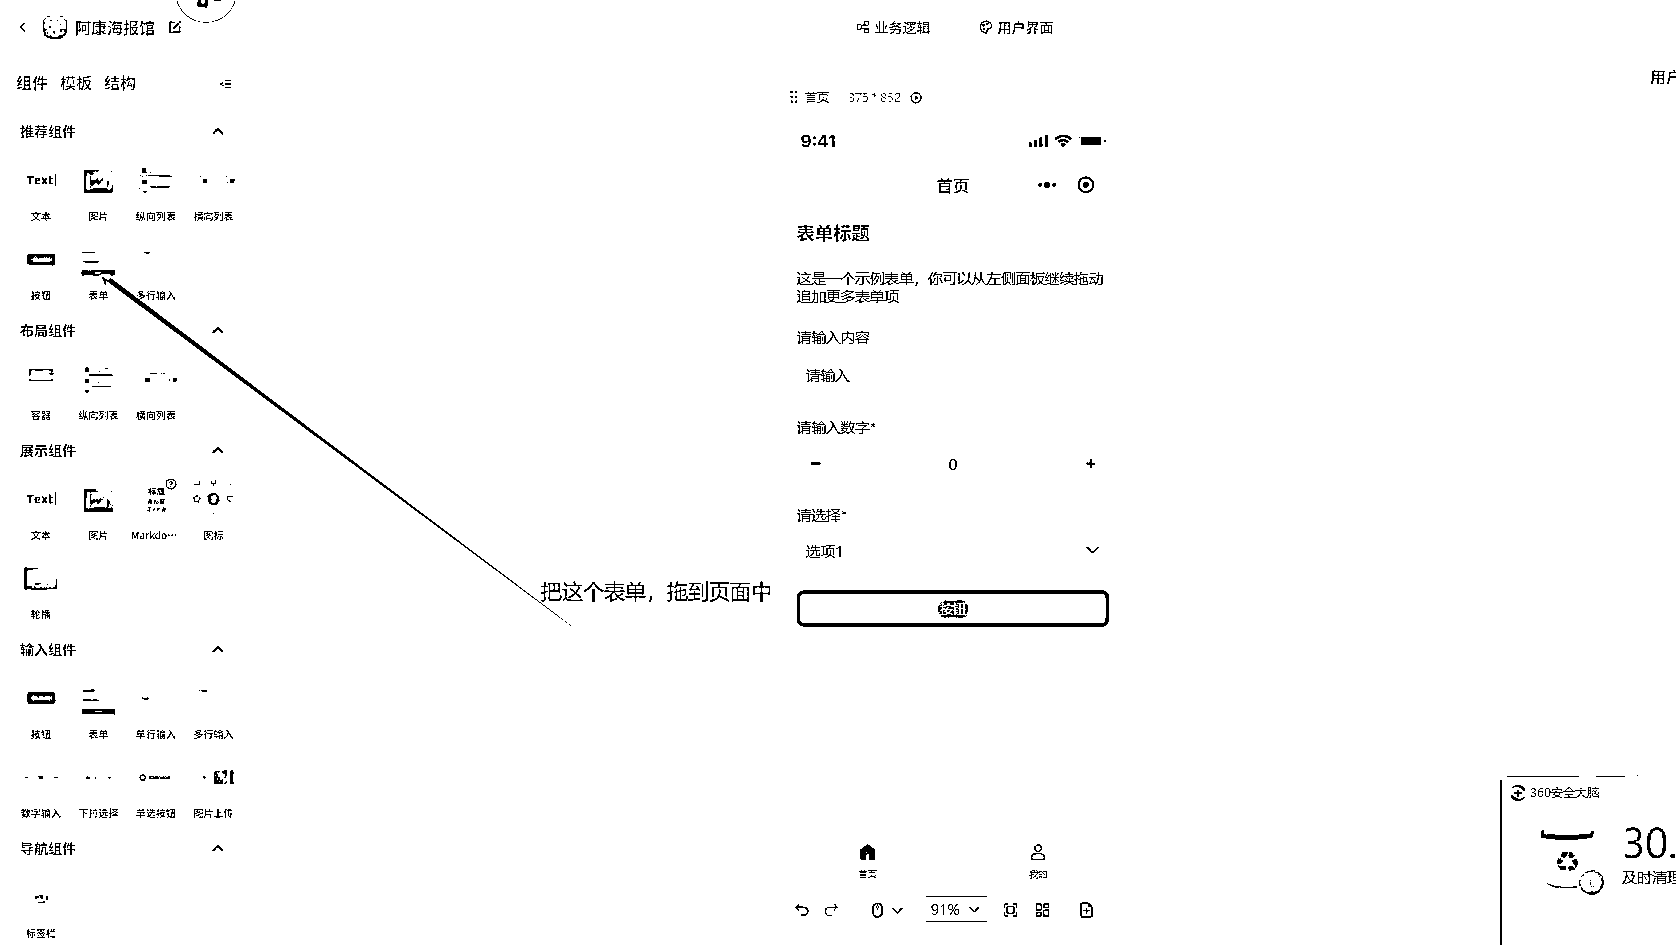 阿康海报馆
业务逻辑
用户界面
组件 模板 结构
用户
首页 375*852
推荐组件
9:41
Text
文本 图片 纵向列表 横向列表
首页
表单标题
按钮 表单 多行输入
这是一个示例表单，你可以从左侧面板继续拖动
追加更多表单项
布局组件
请输入内容
请输入
容器 纵向列表 横向列表
请输入数字*
- 0 +
展示组件
Text
标题
文本 图片 Markdo··· 图标
请选择*
选项1
把这个表单，拖到页面中
按钮
轮播
输入组件
按钮 表单 单行输入 多行输入
数字输入 下拉选择 单选按钮 图片上传
360安全大脑
30.
及时清理
导航组件
首页
我的
91%
标签栏